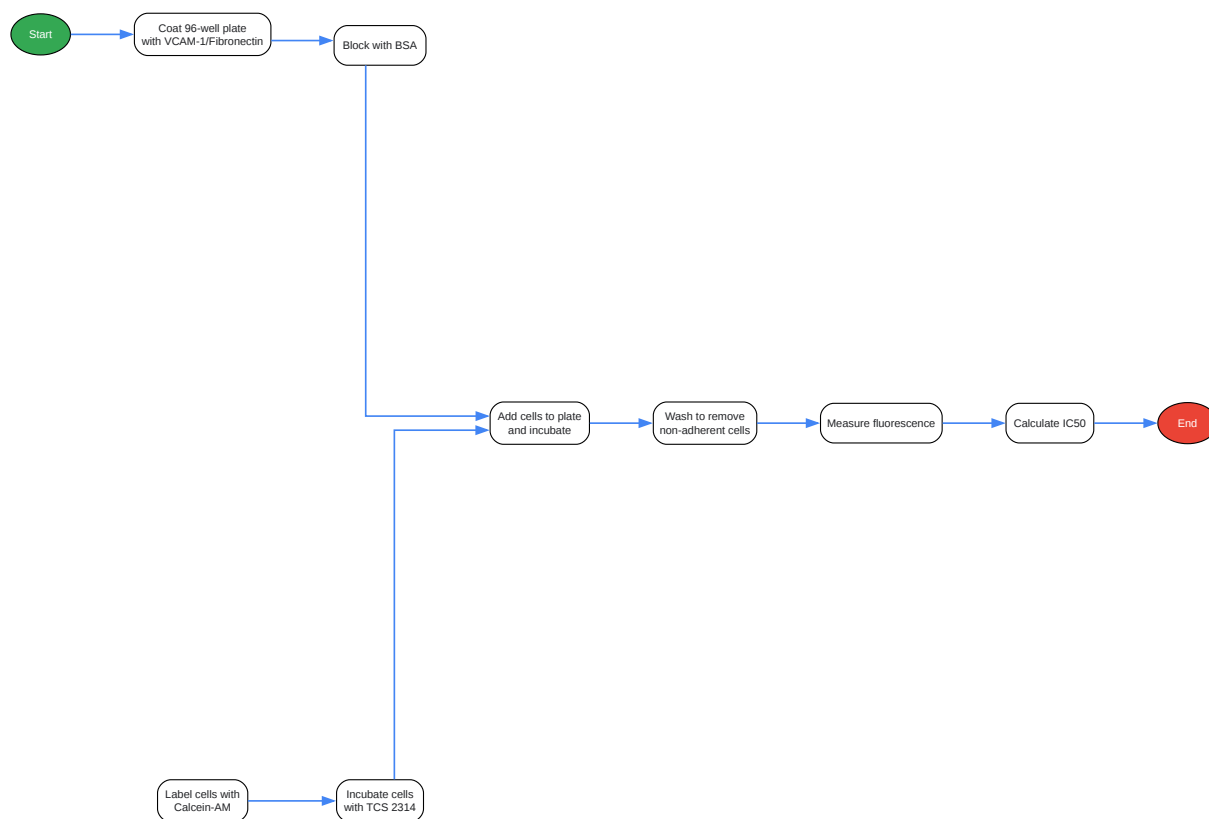 Start
Coat 96-well plate
with VCAM-1/Fibronectin
Block with BSA
Add cells to plate
and incubate
Wash to remove
non-adherent cells
Measure fluorescence
Calculate IC50
End
Label cells with
Calcein-AM
Incubate cells
with TCS 2314